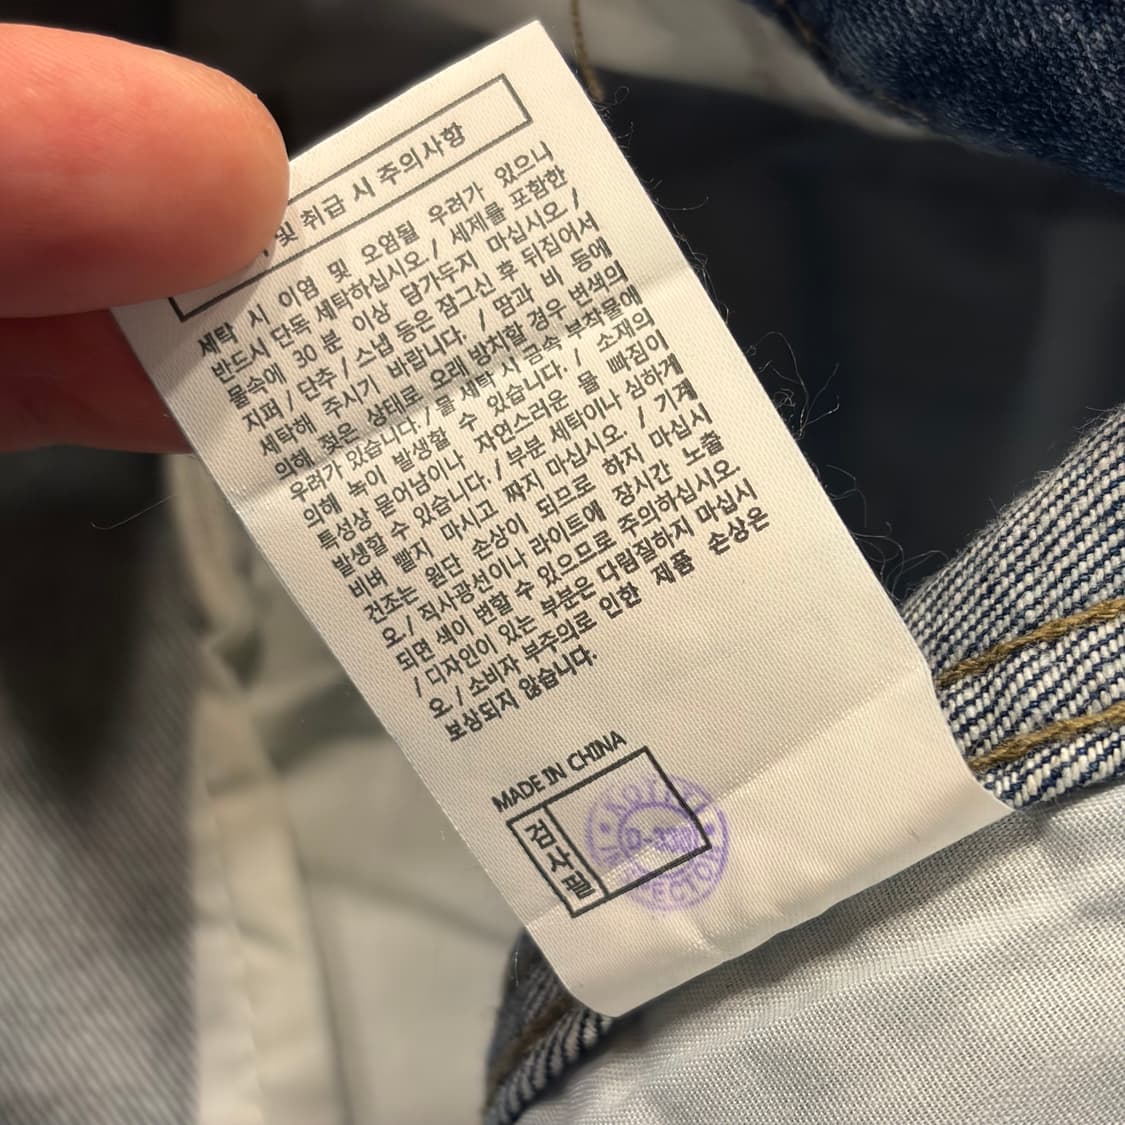 및 취급 시 주의사항
세탁 시 이염 및 오염될 우려가 있으니
반드시 단독 세탁하십시오. / 세제를 포함한
물속에 30 분 이상 담가두지 마십시오 /
지퍼 / 단추 / 스냅 등은 잠그신 후 뒤집어서
세탁해 주시기 바랍니다. / 땀과 비 등에
의해 젖은 상태로 오래 방치할 경우 변색의
우려가 있습니다. / 물 세탁 시 금속 부착물에
의해 녹이 발생할 수 있습니다. / 소재의
특성상 묻어남이나 자연스러운 물 빠짐이
발생할 수 있습니다. / 부분 세탁이나 심하게
비벼 빨지 마시고 짜지 마십시오. / 기계
건조는 원단 손상이 되므로 하지 마십시
오. / 직사광선이나 라이트에 장시간 노출
되면 색이 변할 수 있으므로 주의하십시오.
/ 디자인이 있는 부분은 다림질하지 마십시
오 / 소비자 부주의로 인한 제품 손상은
보상되지 않습니다.
MADE IN CHINA
검사필